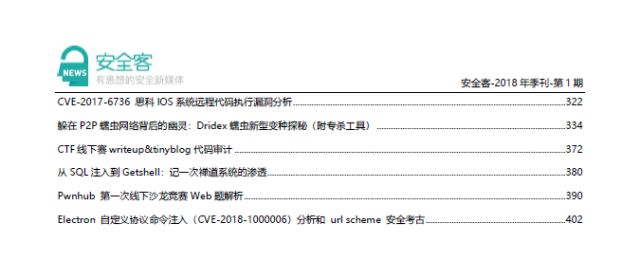 NEWS
安全客
有思想的安全新媒体
安全客-2018 年季刊-第 1 期
CVE-2017-6736 思科 IOS 系统远程代码执行漏洞分析 322
躲在 P2P 蠕虫网络背后的幽灵：Dridex 蠕虫新型变种探秘（附专杀工具） 334
CTF 线下赛 writeup&tinyblog 代码审计 372
从 SQL 注入到 Getshell：记一次禅道系统的渗透 380
Pwnhub 第一次线下沙龙竞赛 Web 题解析 390
Electron 自定义协议命令注入（CVE-2018-1000006）分析和 url scheme 安全考古 402